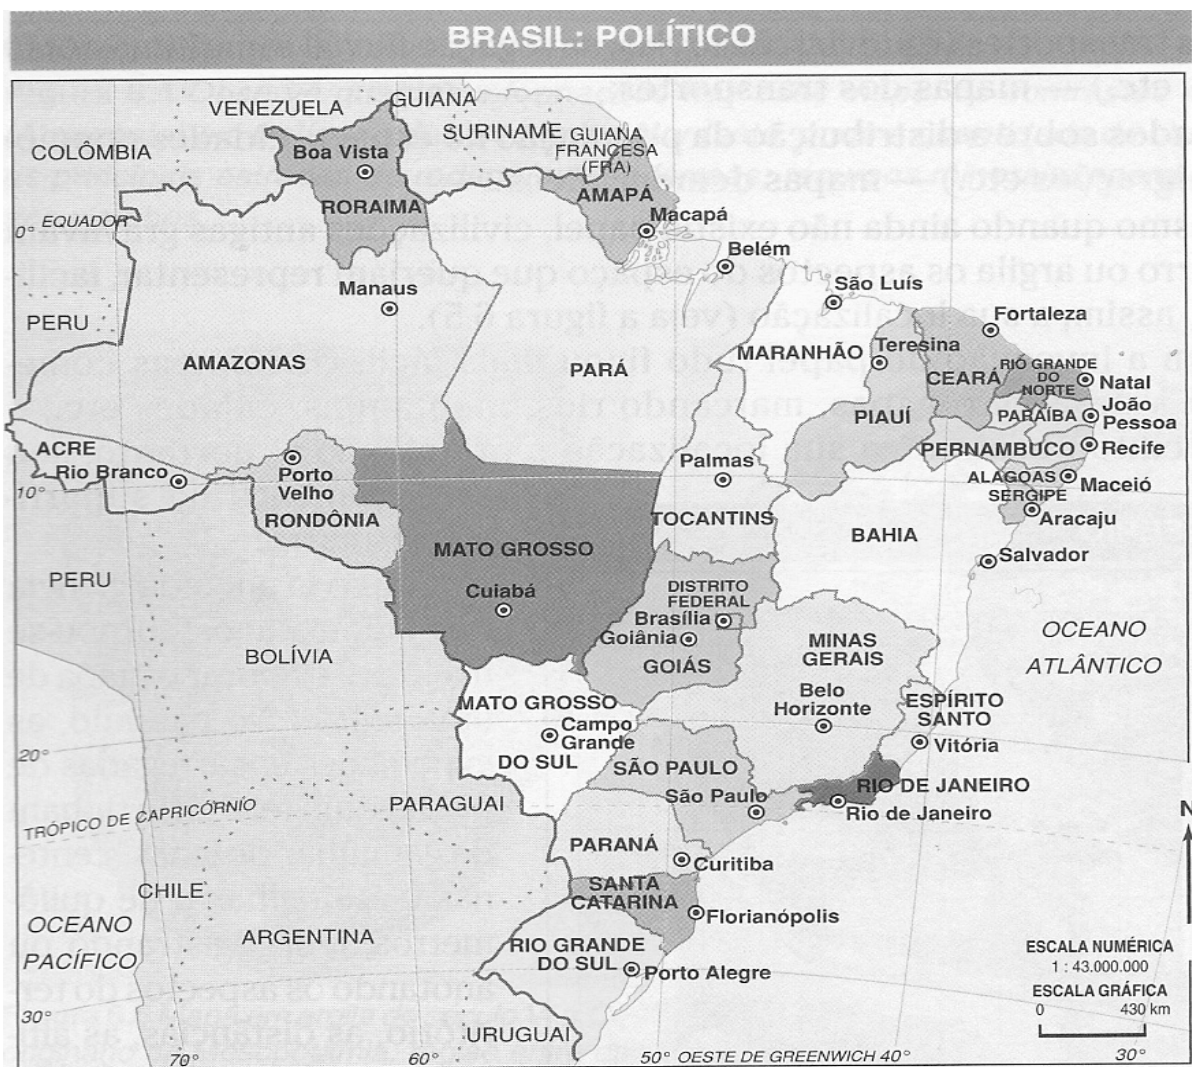 BRASIL: POLÍTICO
VENEZUELA
GUIANA
SURINAME
GUIANA
FRANCESA
(FRA)
COLÔMBIA
Boa Vista
RORAIMA
AMAPÁ
Macapá
EQUADOR
0°
Belém
São Luís
Manaus
Fortaleza
PERU
AMAZONAS
PARÁ
MARANHÃO
Teresina
CEARÁ
RIO GRANDE
DO
NORTE
Natal
PARAÍBA
João
Pessoa
PIAUÍ
PERNAMBUCO
Recife
ACRE
Rio Branco
Porto
Velho
Palmas
ALAGOAS
Maceió
10°
SERGIPE
Aracaju
RONDÔNIA
TOCANTINS
BAHIA
MATO GROSSO
Salvador
PERU
Cuiabá
DISTRITO
FEDERAL
Brasília
Goiânia
GOIÁS
MINAS
GERAIS
OCEANO
ATLÂNTICO
BOLÍVIA
Belo
Horizonte
ESPÍRITO
SANTO
Vitória
MATO GROSSO
DO SUL
Campo
Grande
20°
SÃO PAULO
São Paulo
RIO DE JANEIRO
Rio de Janeiro
PARAGUAI
TRÓPICO DE CAPRICÓRNIO
N
PARANÁ
Curitiba
CHILE
SANTA
CATARINA
Florianópolis
OCEANO
PACÍFICO
ARGENTINA
RIO GRANDE
DO SUL
Porto Alegre
ESCALA NUMÉRICA
1 : 43.000.000
ESCALA GRÁFICA
0 430 km
30°
URUGUAI
70° 60° 50° OESTE DE GREENWICH 40° 30°